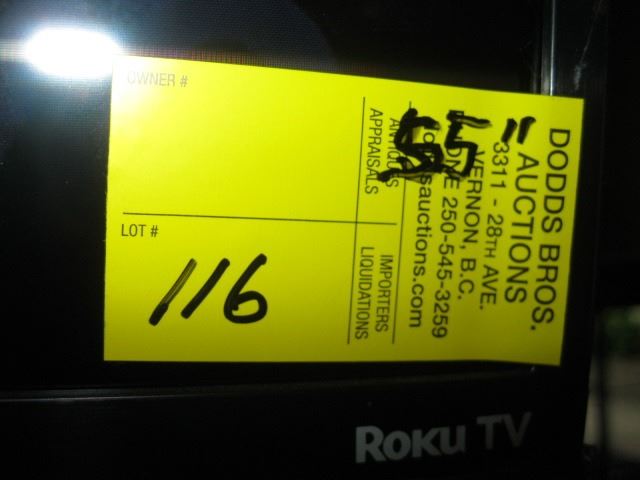 OWNER #
LOT #
116
55"
DODDS BROS.
AUCTIONS
3311 - 28TH AVE.
VERNON, B.C.
250-545-3259
sauctions.com
ANTIQUES
APPRAISALS
IMPORTERS
LIQUIDATIONS
Roku TV